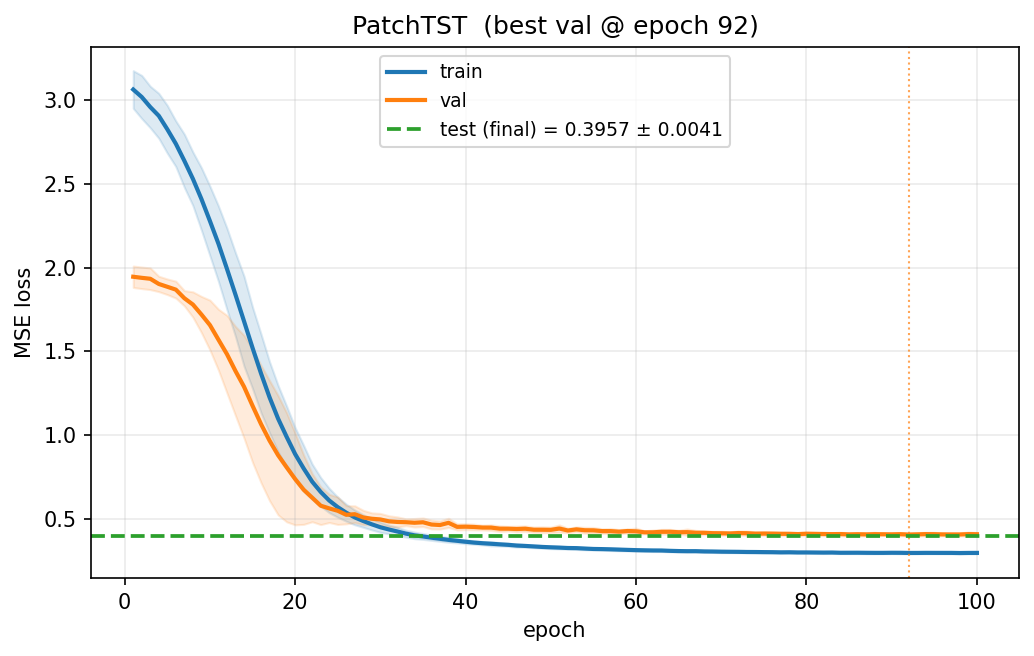 PatchTST  (best val @ epoch 92)
train
val
test (final) = 0.3957 ± 0.0041
MSE loss
3.0
2.5
2.0
1.5
1.0
0.5
0 20 40 60 80 100
epoch